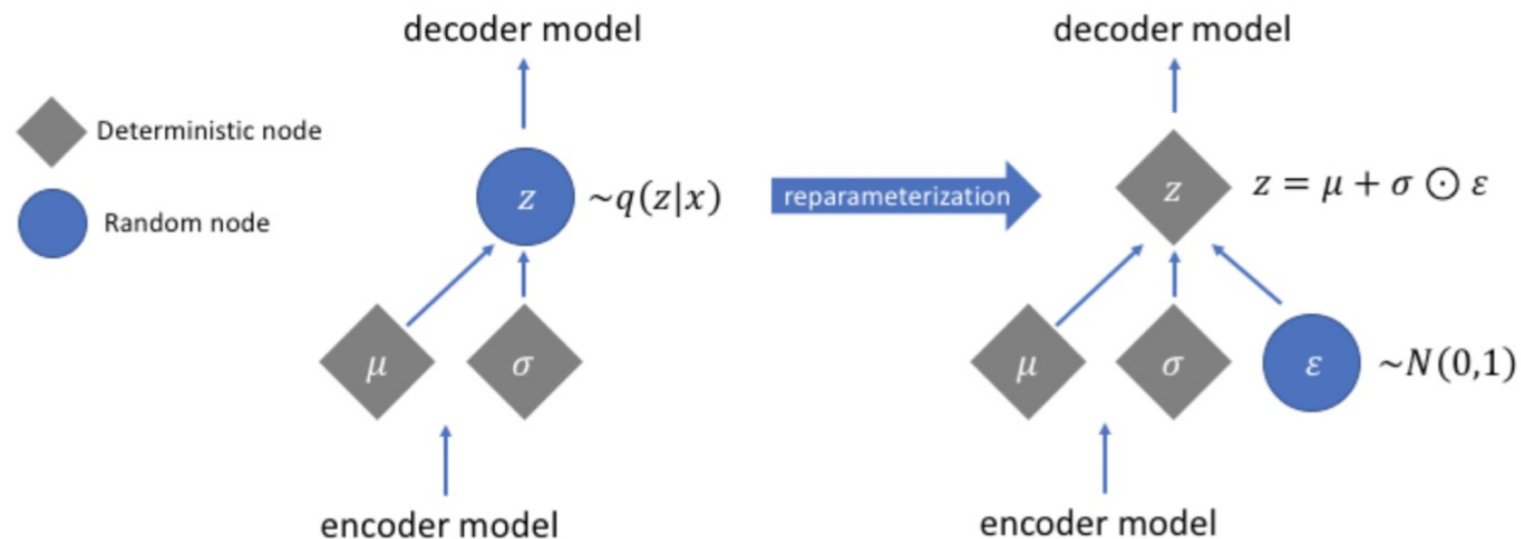 decoder model
Deterministic node
Random node
z ~q(z|x)
μ
σ
encoder model
reparameterization
decoder model
z z = μ + σ ⊙ ε
μ
σ
ε ~N(0,1)
encoder model